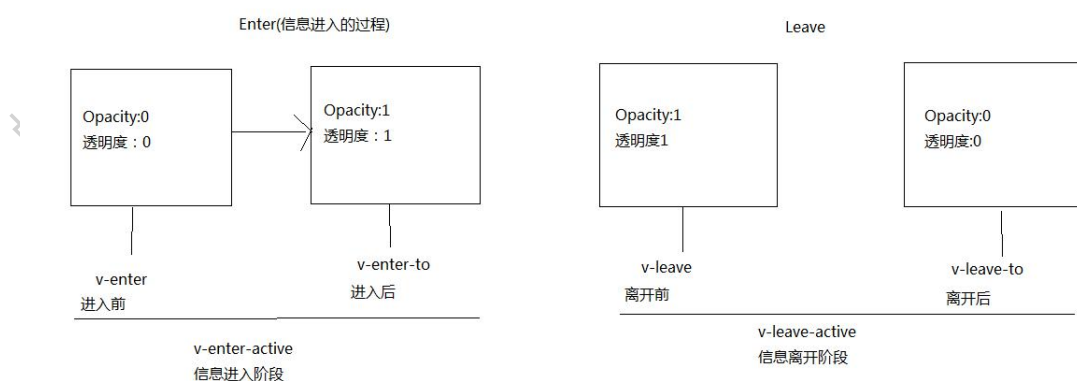 Enter(信息进入的过程)
Opacity:0
透明度：0
Opacity:1
透明度：1
v-enter
进入前
v-enter-to
进入后
v-enter-active
信息进入阶段
Leave
Opacity:1
透明度1
Opacity:0
透明度:0
v-leave
离开前
v-leave-to
离开后
v-leave-active
信息离开阶段